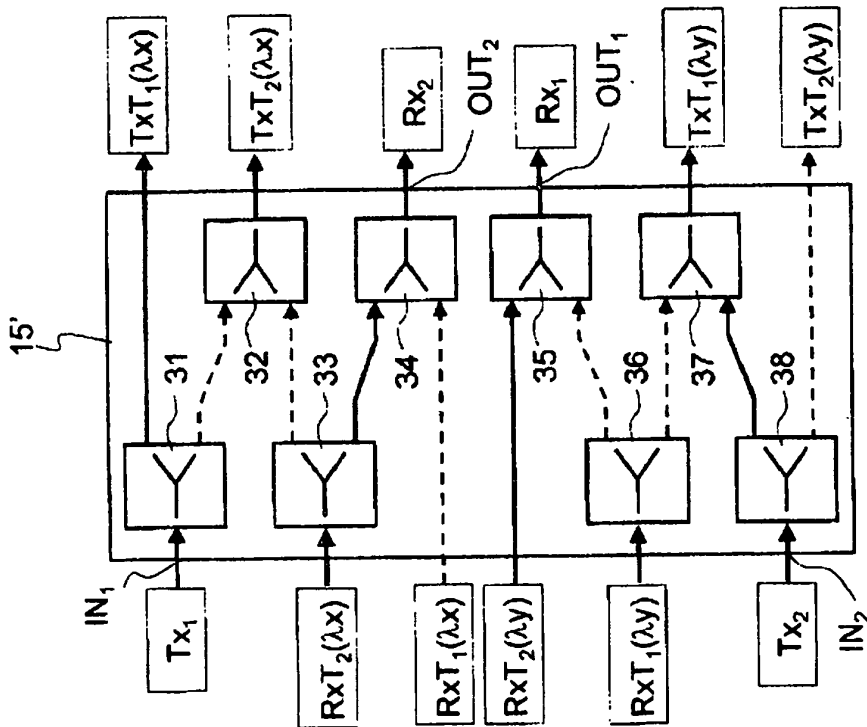 15'
IN₁
Tx₁
RxT₂(λx)
RxT₁(λx)
RxT₂(λy)
RxT₁(λy)
Tx₂
IN₂
31
32
33
34
35
36
37
38
TxT₁(λx)
TxT₂(λx)
Rx₂
OUT₂
Rx₁
OUT₁
TxT₁(λy)
TxT₂(λy)